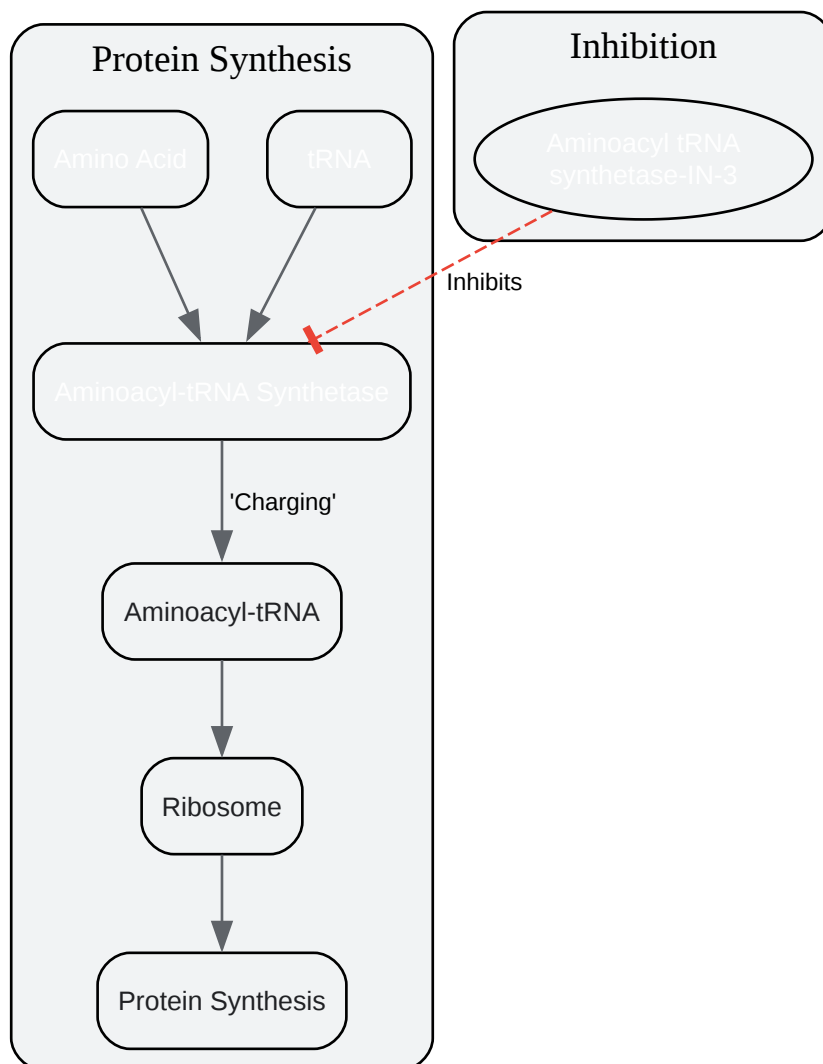 Protein Synthesis
Inhibition
Amino Acid
tRNA
Aminoacyl tRNA
synthetase-IN-3
Inhibits
Aminoacyl-tRNA Synthetase
'Charging'
Aminoacyl-tRNA
Ribosome
Protein Synthesis